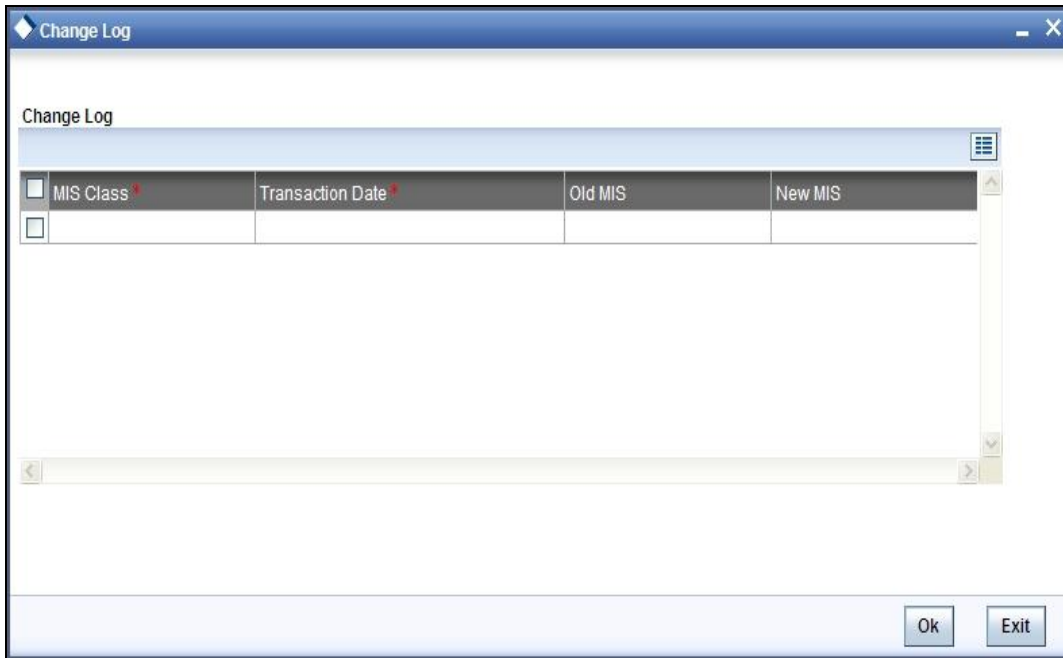 Change Log
Change Log
MIS Class * Transaction Date * Old MIS New MIS
Ok Exit